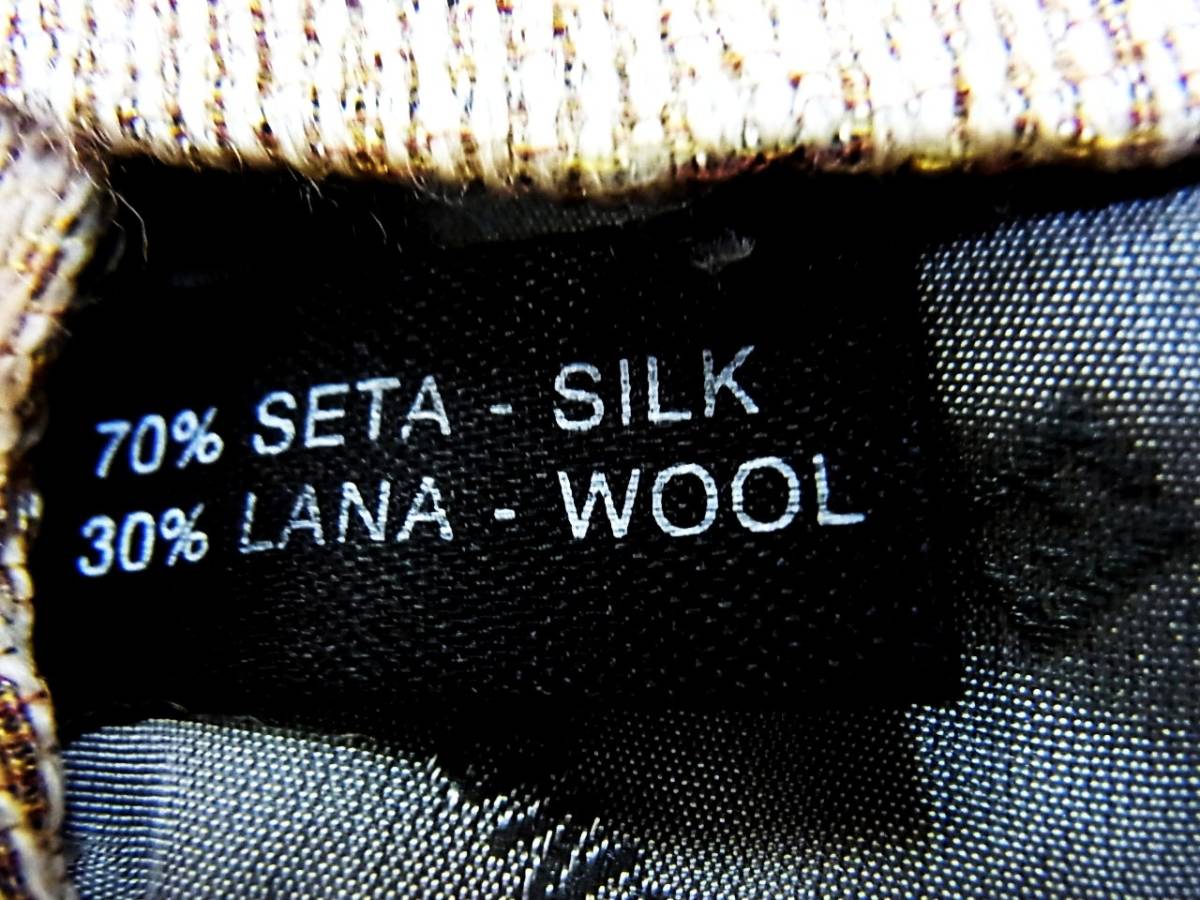 70% SETA - SILK
30% LANA - WOOL